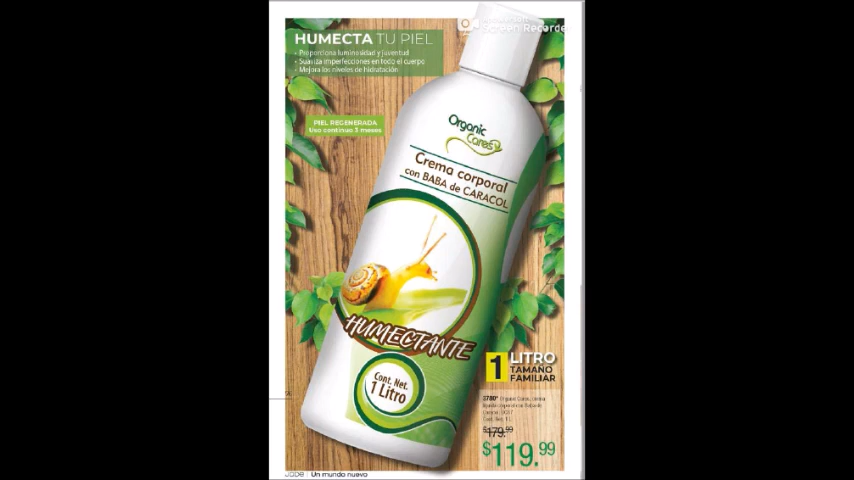 Screen Recorde
HUMECTA TU PIEL
• Proporciona luminosidad y juventud
• Suaviza imperfecciones en todo el cuerpo
• Mejora los niveles de hidratación
PIEL REGENERADA
Uso continuo 3 meses
Organic
Cares
Crema corporal
con BABA de CARACOL
HUMECTANTE
Cont. Net.
1 Litro
1 LITRO
TAMAÑO
FAMILIAR
$179.99
$119.99
Un mundo nuevo